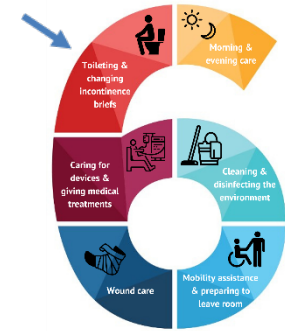 Morning &
evening care
Toileting &
changing
incontinence
briefs
Caring for
devices &
giving medical
treatments
Cleaning &
disinfecting the
environment
Wound care
Mobility assistance
& preparing to
leave room